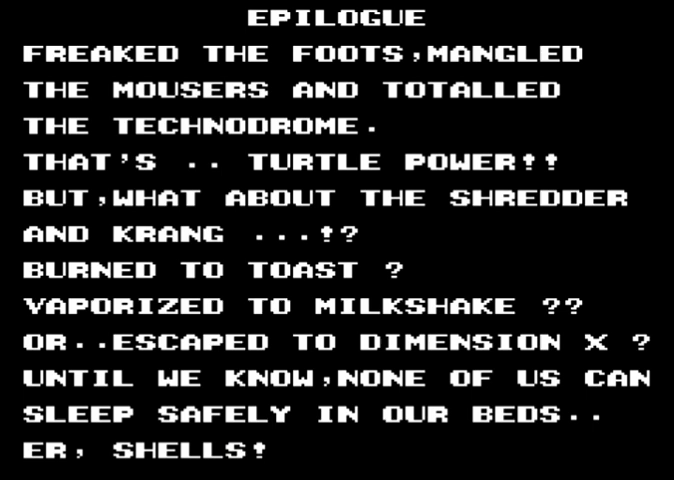 EPILOGUE
FREAKED THE FOOTS,MANGLED
THE MOUSERS AND TOTALLED
THE TECHNODROME.
THAT'S .. TURTLE POWER!!
BUT,WHAT ABOUT THE SHREDDER
AND KRANG ...!?
BURNED TO TOAST ?
VAPORIZED TO MILKSHAKE ??
OR..ESCAPED TO DIMENSION X ?
UNTIL WE KNOW,NONE OF US CAN
SLEEP SAFELY IN OUR BEDS..
ER, SHELLS!